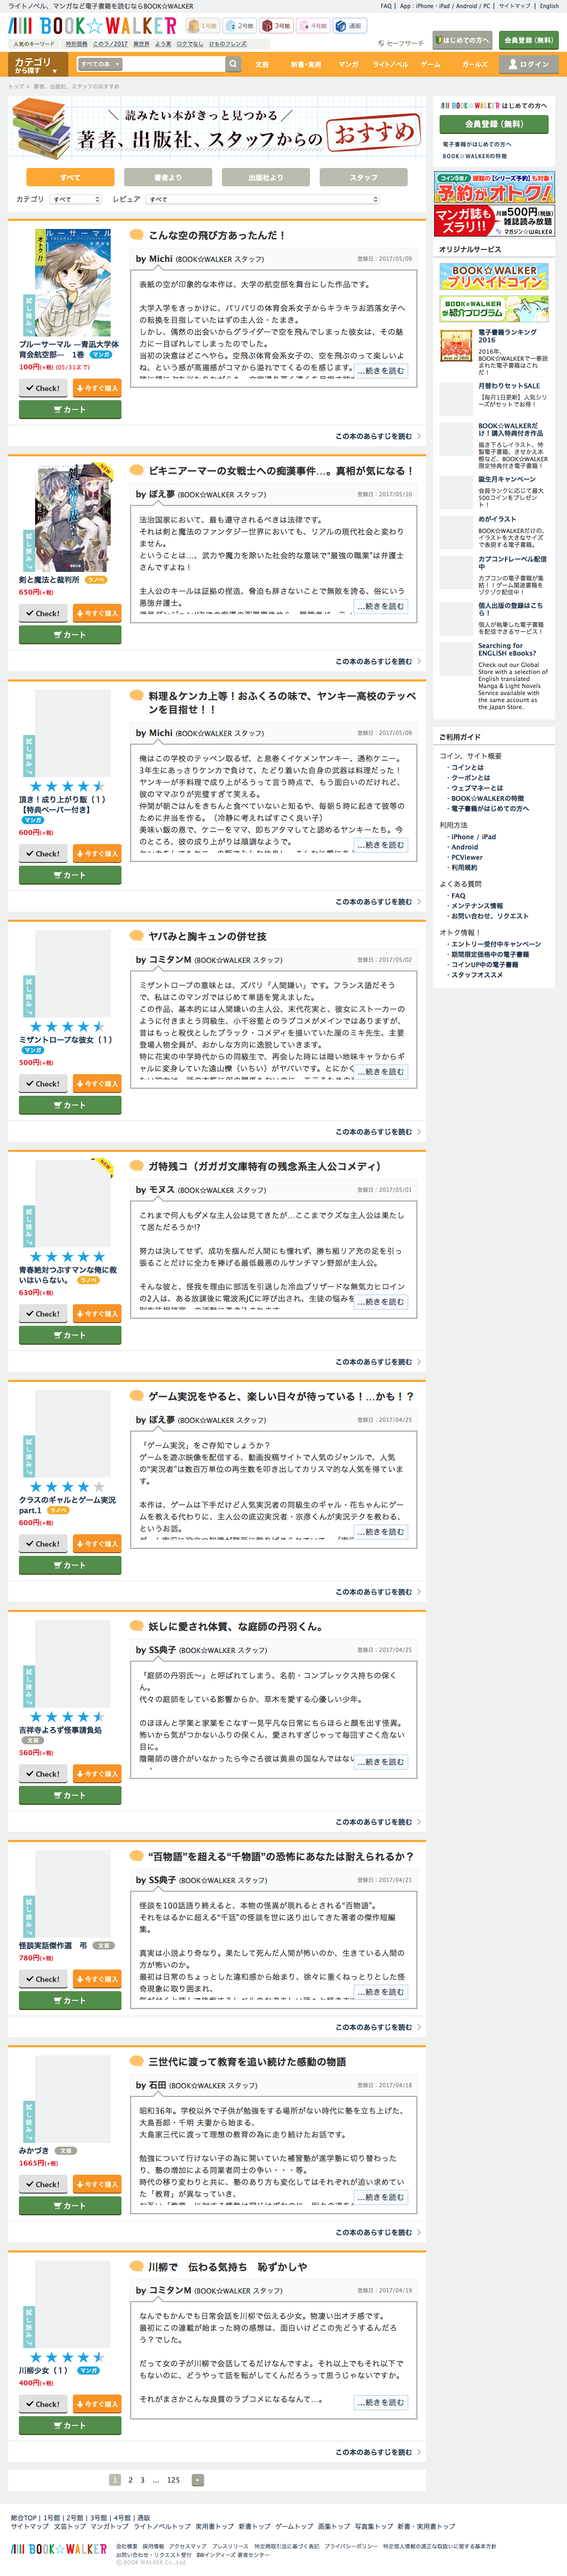 ライトノベル、マンガなど電子書籍を読むならBOOK☆WALKER
FAQ | App : iPhone・iPad / Android / PC | サイトマップ | English
BOOK☆WALKER
1号館 2号館 3号館 4号館 通販
人気のキーワード 特別価格 このラノ2017 異世界 よう実 ロクでなし けものフレンズ
セーフサーチ
はじめての方へ
会員登録(無料)
カテゴリから探す
すべての本
文芸 新書・実用 マンガ ライトノベル ゲーム ガールズ
ログイン
トップ > 著者、出版社、スタッフのおすすめ
読みたい本がきっと見つかる
著者、出版社、スタッフからのおすすめ
すべて 著者より 出版社より スタッフ
カテゴリ すべて レビュア すべて
こんな空の飛び方あったんだ！
by Michi (BOOK☆WALKER スタッフ)
登録日：2017/05/09
オトク!!
試し読み
ブルーサーマル ―青凪大学体育会航空部― 1巻 マンガ
100円(+税) (05/31まで)
Check! 今すぐ購入
カート
表紙の空が印象的な本作は、大学の航空部を舞台にした作品です。
大学入学をきっかけに、バリバリの体育会系女子からキラキラお洒落女子への転換を目指していたはずの主人公・たまき。
しかし、偶然の出会いからグライダーで空を飛んでしまった彼女は、その魅力に一目ぼれしてしまったのでした。
当初の決意はどこへやら。空飛ぶ体育会系女子の、空を飛ぶのって楽しいよね、という感が高揚感がコマから溢れでてくるのを感じます。
…続きを読む
この本のあらすじを読む
ビキニアーマーの女戦士への痴漢事件…。真相が気になる！
by ぽえ夢 (BOOK☆WALKER スタッフ)
登録日：2017/05/10
NEW
試し読み
剣と魔法と裁判所 ラノベ
650円(+税)
Check! 今すぐ購入
カート
法治国家において、最も遵守されるべきは法律です。
それは剣と魔法のファンタジー世界においても、リアルの現代社会と変わりません。
ということは…、武力や魔力を除いた社会的な意味で“最強の職業”は弁護士さんですよね！
主人公のキールは証拠の捏造、脅迫も辞さないことで無敗を誇る、俗にいう悪徳弁護士。
…続きを読む
この本のあらすじを読む
料理＆ケンカ上等！おふくろの味で、ヤンキー高校のテッペンを目指せ！！
by Michi (BOOK☆WALKER スタッフ)
登録日：2017/05/09
試し読み
頂き！成り上がり飯（1）【特典ペーパー付き】
マンガ
600円(+税)
Check! 今すぐ購入
カート
俺はこの学校のテッペン取るぜ、と息巻くイケメンヤンキー、通称ケニー。
3年生にあっさりケンカで負けて、たどり着いた自身の武器は料理だった！
ヤンキーが手料理で成り上がろうって言う時点で、もう面白いのだけれど、彼のママぶりが完璧すぎて笑える。
仲間が朝ごはんをきちんと食べていないと知るや、毎朝5時に起きて彼等のために弁当を作る。（冷静に考えればすごく良い子）
美味い飯の恩で、ケニーをママ、即ちアタマしてと認めるヤンキーたち。今のところ、彼の成り上がりは順調なようで。
…続きを読む
この本のあらすじを読む
ヤバみと胸キュンの併せ技
by コミタンM (BOOK☆WALKER スタッフ)
登録日：2017/05/02
試し読み
ミザントロープな彼女（1）
マンガ
500円(+税)
Check! 今すぐ購入
カート
ミザントロープの意味とは、ズバリ「人間嫌い」です。フランス語だそうで、私はこのマンガではじめて単語を覚えました。
この作品、基本的には人間嫌いの主人公、末代花実と、彼女にストーカーのように付きまとう同級生、小千谷藍とのラブコメがメインではありますが、昔はもっと殺伐としたブラック・コメディを描いていた厘のミキ先生、主要登場人物全員が、おかしな方向に逸脱していきます。
特に花実の中学時代からの同級生で、再会した時には暗い地味キャラからギャルに変身していた遠山櫟（いちい）がヤバいです。
…続きを読む
この本のあらすじを読む
ガ特残コ（ガガガ文庫特有の残念系主人公コメディ）
by モヌス (BOOK☆WALKER スタッフ)
登録日：2017/05/01
NEW
試し読み
青春絶対つぶすマンな俺に救いはいらない。 ラノベ
630円(+税)
Check! 今すぐ購入
カート
これまで何人もダメな主人公は見てきたが…ここまでクズな主人公は果たして居ただろうか!?
努力は決してせず、成功を掴んだ人間にも憧れず、勝ち組リア充の足を引っ張ることだけに全力を捧げる最低最悪のルサンチマン野郎が主人公。
そんな彼と、怪我を理由に部活を引退した冷血ブリザードな無気力ヒロインの2人は、ある放課後に電波系JCに呼び出され、生徒の悩みを
…続きを読む
この本のあらすじを読む
ゲーム実況をやると、楽しい日々が待っている！…かも！？
by ぽえ夢 (BOOK☆WALKER スタッフ)
登録日：2017/04/25
試し読み
クラスのギャルとゲーム実況 part.1 ラノベ
600円(+税)
Check! 今すぐ購入
カート
「ゲーム実況」をご存知でしょうか？
ゲームを遊ぶ映像を配信する、動画投稿サイトで人気のジャンルで、人気の“実況者”は数百万単位の再生数を叩き出してカリスマ的な人気を得ています。
本作は、ゲームは下手だけど人気実況者の同級生のギャル・花ちゃんにゲームを教える代わりに、主人公の底辺実況者・宗彦くんが実況テクを教わる、というお話。
…続きを読む
この本のあらすじを読む
妖しに愛され体質、な庭師の丹羽くん。
by SS典子 (BOOK☆WALKER スタッフ)
登録日：2017/04/25
試し読み
吉祥寺よろず怪事請負処
文芸
560円(+税)
Check! 今すぐ購入
カート
「庭師の丹羽氏～」と呼ばれてしまう、名前・コンプレックス持ちの保くん。
代々の庭師をしている影響からか、草木を愛する心優しい少年。
のほほんと学業と家業をこなす一見平凡な日常にちらほらと顔を出す怪異。
怖いから気がつかないふりの保くん、愛されすぎじゃって毎回すごく危ない目に。
陰陽師の啓介がいなかったら今ごろ彼は黄泉の国なんではない
…続きを読む
この本のあらすじを読む
“百物語”を超える“千物語”の恐怖にあなたは耐えられるか？
by SS典子 (BOOK☆WALKER スタッフ)
登録日：2017/04/21
試し読み
怪談実話傑作選 弔 文芸
780円(+税)
Check! 今すぐ購入
カート
怪談を100話語り終えると、本物の怪異が現れるとされる“百物語”。
それをはるかに超える“千話”の怪談を世に送り出してきた著者の傑作短編集。
真実は小説より奇なり。果たして死んだ人間が怖いのか、生きている人間の方が怖いのか。
最初は日常のちょっとした違和感から始まり、徐々に重くねっとりとした怪奇現象に取り囲まれ、
…続きを読む
この本のあらすじを読む
三世代に渡って教育を追い続けた感動の物語
by 石田 (BOOK☆WALKER スタッフ)
登録日：2017/04/18
試し読み
みかづき 文芸
1665円(+税)
Check! 今すぐ購入
カート
昭和36年。学校以外で子供が勉強をする場所がない時代に塾を立ち上げた、大島吾郎・千明 夫妻から始まる、
大島家三代に渡って理想の教育の為に走り続けたお話です。
勉強について行けない子の為に開いていた補習塾が進学塾に切り替わったり、塾の増加による同業者同士の争い・・・等。
時代の移り変わりと共に、塾のあり方も変化してはそれぞれが追い求めていた「教育」が異なっていき、
…続きを読む
この本のあらすじを読む
川柳で 伝わる気持ち 恥ずかしや
by コミタンM (BOOK☆WALKER スタッフ)
登録日：2017/04/19
試し読み
川柳少女（1） マンガ
400円(+税)
Check! 今すぐ購入
カート
なんでもかんでも日常会話を川柳で伝える少女。物凄い出オチ感です。
最初にこの連載が始まった時の感想は、面白いけどこの先どうするんだろう？でした。
だって女の子が川柳で会話してるだけなんですよ。それ以上でもそれ以下でもないのに、どうやって話を転がしてくんだろうって思うじゃないですか。
それがまさかこんな良質のラブコメになるなんて…。
…続きを読む
この本のあらすじを読む
1 2 3 … 125
BOOK☆WALKER はじめての方へ
会員登録(無料)
電子書籍がはじめての方へ
BOOK☆WALKERの特徴
コイン5倍! 話題の【シリーズ予約】も対象!
予約がオトク!
マンガ誌もズラリ!! 月額500円(税抜) 雑誌読み放題
マガジン☆WALKER
オリジナルサービス
BOOK☆WALKER プリペイドコイン
BOOK☆WALKER 紹介プログラム
電子書籍ランキング2016
2016年、BOOK☆WALKERで一番読まれた電子書籍はこれだ！
月替わりセットSALE
【毎月1日更新】人気シリーズがセットでお得！
BOOK☆WALKERだけ！購入特典付き作品
描き下ろしイラスト、特製電子書籍、きせかえ本棚など、BOOK☆WALKER限定特典付き電子書籍！
誕生月キャンペーン
会員ランクに応じて最大500コインをプレゼント！
めがイラスト
BOOK☆WALKERだけの、イラストを大きなサイズで表現する電子書籍。
カプコンFレーベル配信中
カプコンの電子書籍が集結！！ゲーム関連書籍をゾクゾク配信中！
個人出版の登録はこちら！
個人が執筆した電子書籍を配信できるサービス！
Searching for ENGLISH eBooks?
Check out our Global Store with a selection of English translated Manga & Light Novels Service available with the same account as the Japan Store.
ご利用ガイド
コイン、サイト概要
・コインとは
・クーポンとは
・ウェブマネーとは
・BOOK☆WALKERの特徴
・電子書籍がはじめての方へ
利用方法
・iPhone / iPad
・Android
・PCViewer
・利用規約
よくある質問
・FAQ
・メンテナンス情報
・お問い合わせ、リクエスト
オトク情報！
・エントリー受付中キャンペーン
・期間限定価格中の電子書籍
・コインUP中の電子書籍
・スタッフオススメ
総合TOP | 1号館 | 2号館 | 3号館 | 4号館 | 通販
サイトマップ 文芸トップ マンガトップ ライトノベルトップ 実用書トップ 新書トップ ゲームトップ 画集トップ 写真集トップ 新書・実用書トップ
BOOK☆WALKER
会社概要 採用情報 アクセスマップ プレスリリース 特定商取引法に基づく表記 プライバシーポリシー 特定個人情報の適正な取扱いに関する基本方針
お問い合わせ・リクエスト受付 BWインディーズ 著者センター
©BOOK WALKER Co.,Ltd.